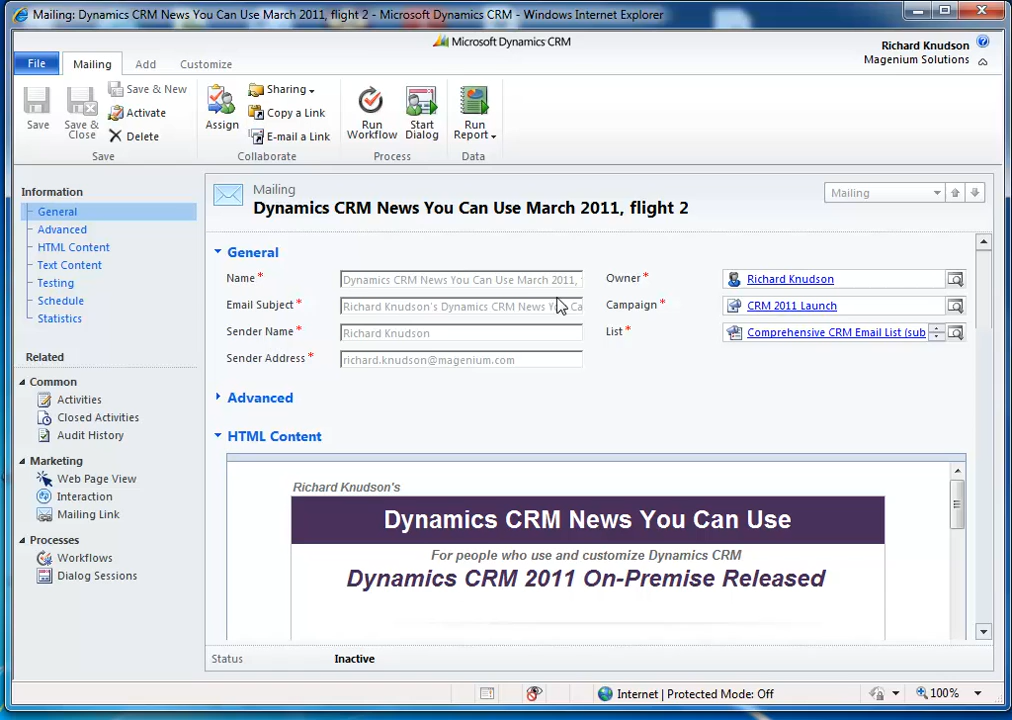 Mailing: Dynamics CRM News You Can Use March 2011, flight 2 - Microsoft Dynamics CRM - Windows Internet Explorer
Microsoft Dynamics CRM
Richard Knudson
Magenium Solutions
File
Mailing
Add
Customize
Save
Save & Close
Save & New
Activate
Delete
Save
Assign
Sharing
Copy a Link
E-mail a Link
Collaborate
Run Workflow
Start Dialog
Process
Run Report
Data
Information
General
Advanced
HTML Content
Text Content
Testing
Schedule
Statistics
Related
Common
Activities
Closed Activities
Audit History
Marketing
Web Page View
Interaction
Mailing Link
Processes
Workflows
Dialog Sessions
Mailing
Dynamics CRM News You Can Use March 2011, flight 2
Mailing
General
Name * Dynamics CRM News You Can Use March 2011,
Owner * Richard Knudson
Email Subject * Richard Knudson's Dynamics CRM News You Ca
Campaign * CRM 2011 Launch
Sender Name * Richard Knudson
List * Comprehensive CRM Email List (sub
Sender Address * richard.knudson@magenium.com
Advanced
HTML Content
Richard Knudson's
Dynamics CRM News You Can Use
For people who use and customize Dynamics CRM
Dynamics CRM 2011 On-Premise Released
Status Inactive
Internet | Protected Mode: Off
100%